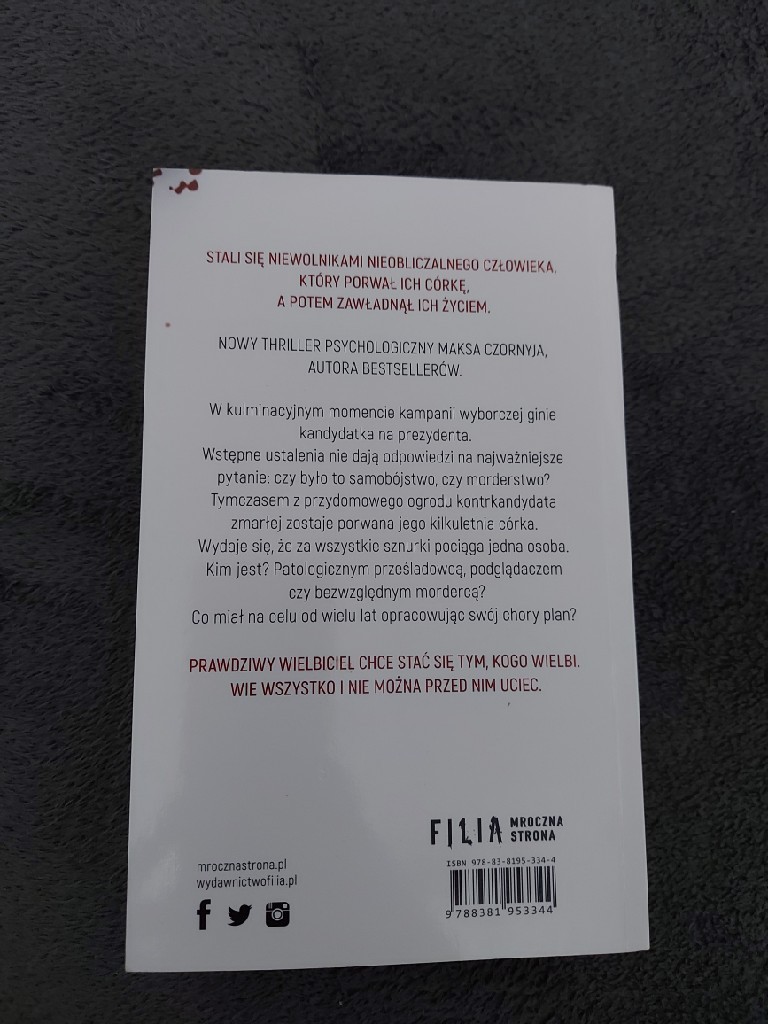 STALI SIĘ NIEWOLNIKAMI NIEOBLICZALNEGO CZŁOWIEKA,
KTÓRY PORWAŁ ICH CÓRKĘ,
A POTEM ZAWŁADNĄŁ ICH ŻYCIEM.
NOWY THRILLER PSYCHOLOGICZNY MAKSA CZORNYJA,
AUTORA BESTSELLERÓW.
W kulminacyjnym momencie kampanii wyborczej ginie
kandydatka na prezydenta.
Wstępne ustalenia nie dają odpowiedzi na najważniejsze
pytanie: czy było to samobójstwo, czy morderstwo?
Tymczasem z przydomowego ogrodu kontrkandydata
zmarłej zostaje porwana jego kilkuletnia córka.
Wydaje się, że za wszystkie sznurki pociąga jedna osoba.
Kim jest? Patologicznym prześladowcą, podglądaczem
czy bezwzględnym mordercą?
Co miał na celu od wielu lat opracowując swój chory plan?
PRAWDZIWY WIELBICIEL CHCE STAĆ SIĘ TYM, KOGO WIELBI.
WIE WSZYSTKO I NIE MOŻNA PRZED NIM UCIEC.
FILIA MROCZNA STRONA
ISBN 978-83-8195-334-4
9 788381 953344
mrocznastrona.pl
wydawnictwofilia.pl